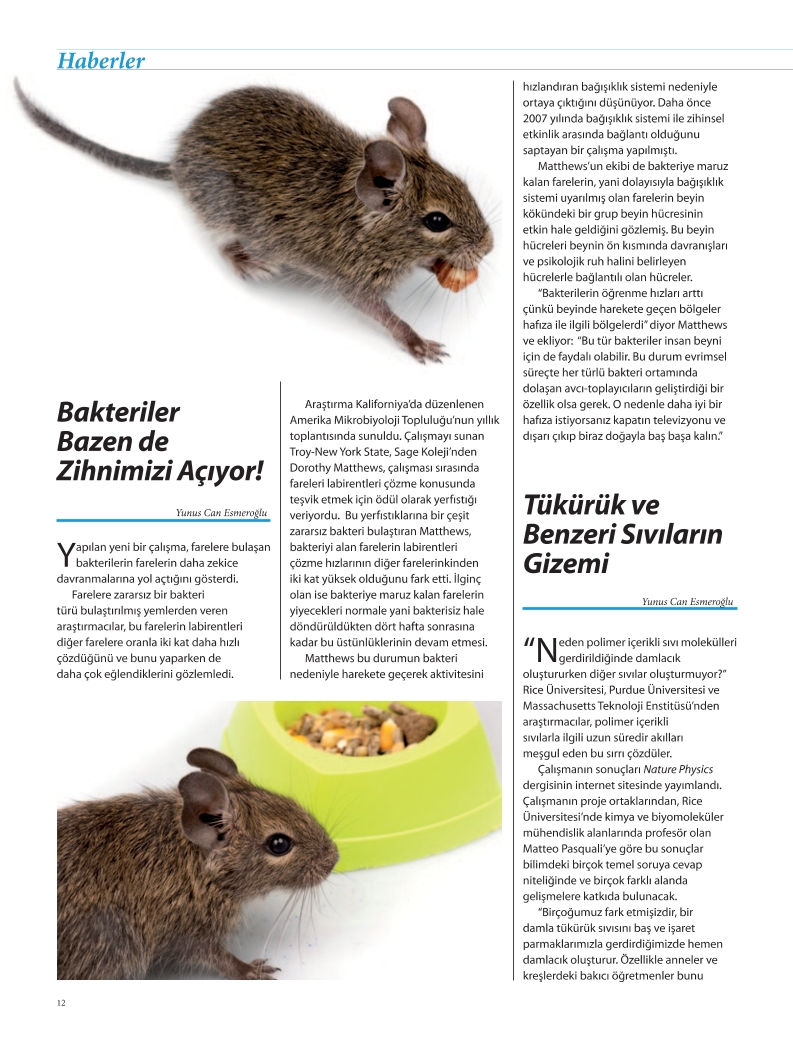 Haberler
Bakteriler
Bazen de
Zihnimizi Açıyor!
Yunus Can Esmeroğlu
Yapılan yeni bir çalışma, farelere bulaşan
bakterilerin farelerin daha zekice
davranmalarına yol açtığını gösterdi.
Farelere zararsız bir bakteri
türü bulaştırılmış yemlerden veren
araştırmacılar, bu farelerin labirentleri
diğer farelere oranla iki kat daha hızlı
çözdüğünü ve bunu yaparken de
daha çok eğlendiklerini gözlemledi.
Araştırma Kaliforniya’da düzenlenen
Amerika Mikrobiyoloji Topluluğu’nun yıllık
toplantısında sunuldu. Çalışmayı sunan
Troy-New York State, Sage Koleji’nden
Dorothy Matthews, çalışması sırasında
fareleri labirentleri çözme konusunda
teşvik etmek için ödül olarak yerfıstığı
veriyordu. Bu yerfıstıklarına bir çeşit
zararsız bakteri bulaştıran Matthews,
bakteriyi alan farelerin labirentleri
çözme hızlarının diğer farelerinkinden
iki kat yüksek olduğunu fark etti. İlginç
olan ise bakteriye maruz kalan farelerin
yiyecekleri normale yani bakterisiz hale
döndürüldükten dört hafta sonrasına
kadar bu üstünlüklerinin devam etmesi.
Matthews bu durumun bakteri
nedeniyle harekete geçerek aktivitesini
hızlandıran bağışıklık sistemi nedeniyle
ortaya çıktığını düşünüyor. Daha önce
2007 yılında bağışıklık sistemi ile zihinsel
etkinlik arasında bağlantı olduğunu
saptayan bir çalışma yapılmıştı.
Matthews’un ekibi de bakteriye maruz
kalan farelerin, yani dolayısıyla bağışıklık
sistemi uyarılmış olan farelerin beyin
kökündeki bir grup beyin hücresinin
etkin hale geldiğini gözlemiş. Bu beyin
hücreleri beynin ön kısmında davranışları
ve psikolojik ruh halini belirleyen
hücrelerle bağlantılı olan hücreler.
“Bakterilerin öğrenme hızları arttı
çünkü beyinde harekete geçen bölgeler
hafıza ile ilgili bölgelerdi” diyor Matthews
ve ekliyor: “Bu tür bakteriler insan beyni
için de faydalı olabilir. Bu durum evrimsel
süreçte her türlü bakteri ortamında
dolaşan avcı-toplayıcıların geliştirdiği bir
özellik olsa gerek. O nedenle daha iyi bir
hafıza istiyorsanız kapatın televizyonu ve
dışarı çıkıp biraz doğayla baş başa kalın.”
Tükürük ve
Benzeri Sıvıların
Gizemi
Yunus Can Esmeroğlu
“Neden polimer içerikli sıvı molekülleri
gerdirildiğinde damlacık
oluştururken diğer sıvılar oluşturmuyor?”
Rice Üniversitesi, Purdue Üniversitesi ve
Massachusetts Teknoloji Enstitüsü’nden
araştırmacılar, polimer içerikli
sıvılarla ilgili uzun süredir akılları
meşgul eden bu sırrı çözdüler.
Çalışmanın sonuçları Nature Physics
dergisinin internet sitesinde yayımlandı.
Çalışmanın proje ortaklarından, Rice
Üniversitesi’nde kimya ve biyomoleküler
mühendislik alanlarında profesör olan
Matteo Pasquali’ye göre bu sonuçlar
bilimdeki birçok temel soruya cevap
niteliğinde ve birçok farklı alanda
gelişmelere katkıda bulunacak.
“Birçoğumuz fark etmişizdir, bir
damla tükürük sıvısını baş ve işaret
parmaklarımızla gerdirdiğimizde hemen
damlacık oluşturur. Özellikle anneler ve
kreşlerdeki bakıcı öğretmenler bunu
12